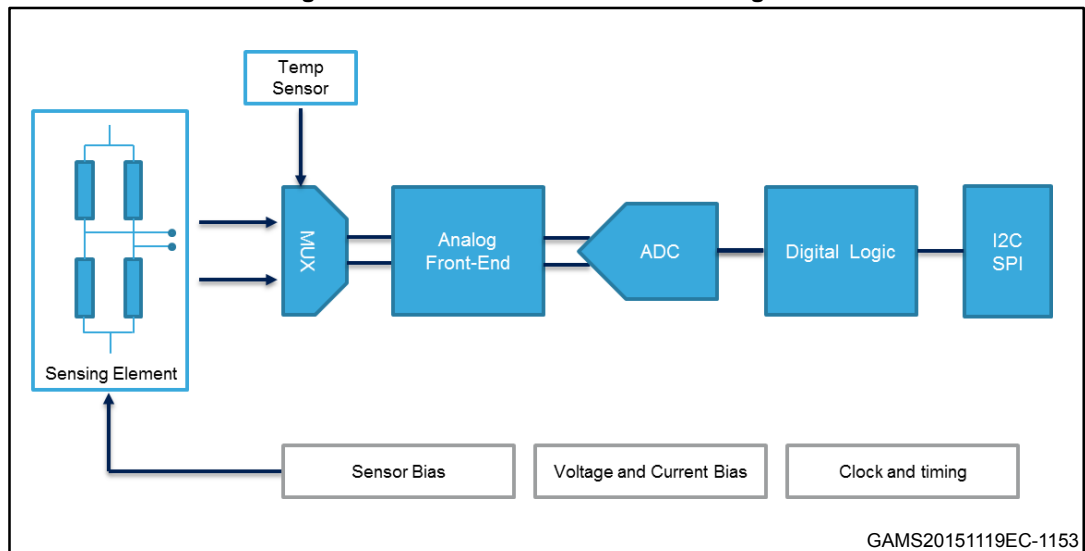 Temp
Sensor
MUX
Analog
Front-End
ADC
Digital Logic
I2C
SPI
Sensing Element
Sensor Bias
Voltage and Current Bias
Clock and timing
GAMS20151119EC-1153